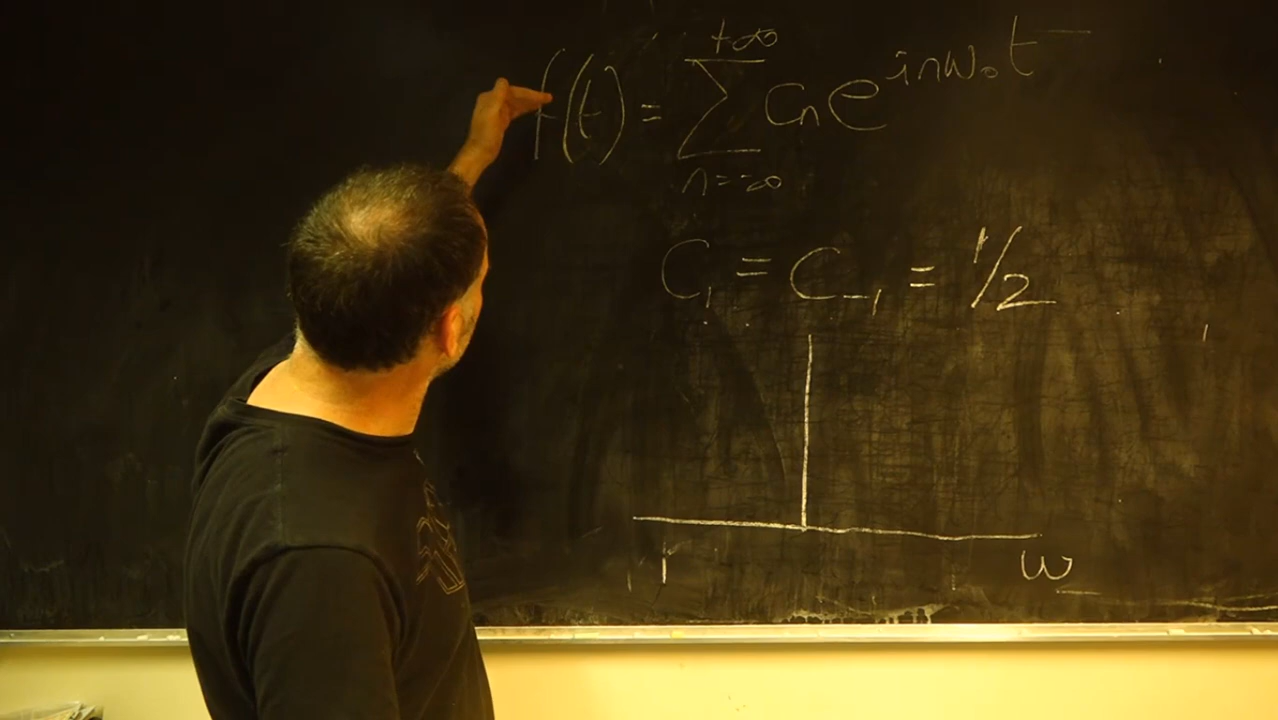 +∞
f(t) = ∑ cₙ e^{inω₀t}
n=-∞
C₁ = C₋₁ = 1/2
ω